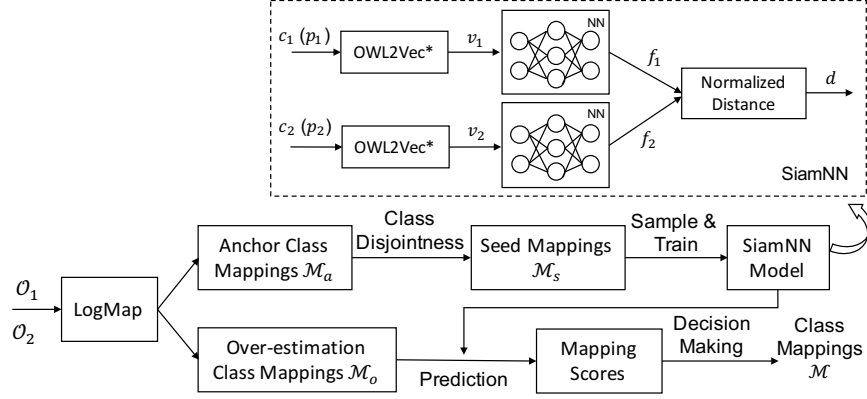 c₁ (p₁)
OWL2Vec*
v₁
NN
f₁
Normalized
Distance
d
c₂ (p₂)
OWL2Vec*
v₂
NN
f₂
SiamNN
𝒪₁
𝒪₂
LogMap
Anchor Class
Mappings ℳₐ
Class
Disjointness
Seed Mappings
ℳₛ
Sample &
Train
SiamNN
Model
Over-estimation
Class Mappings ℳₒ
Prediction
Mapping
Scores
Decision
Making
Class
Mappings
ℳ